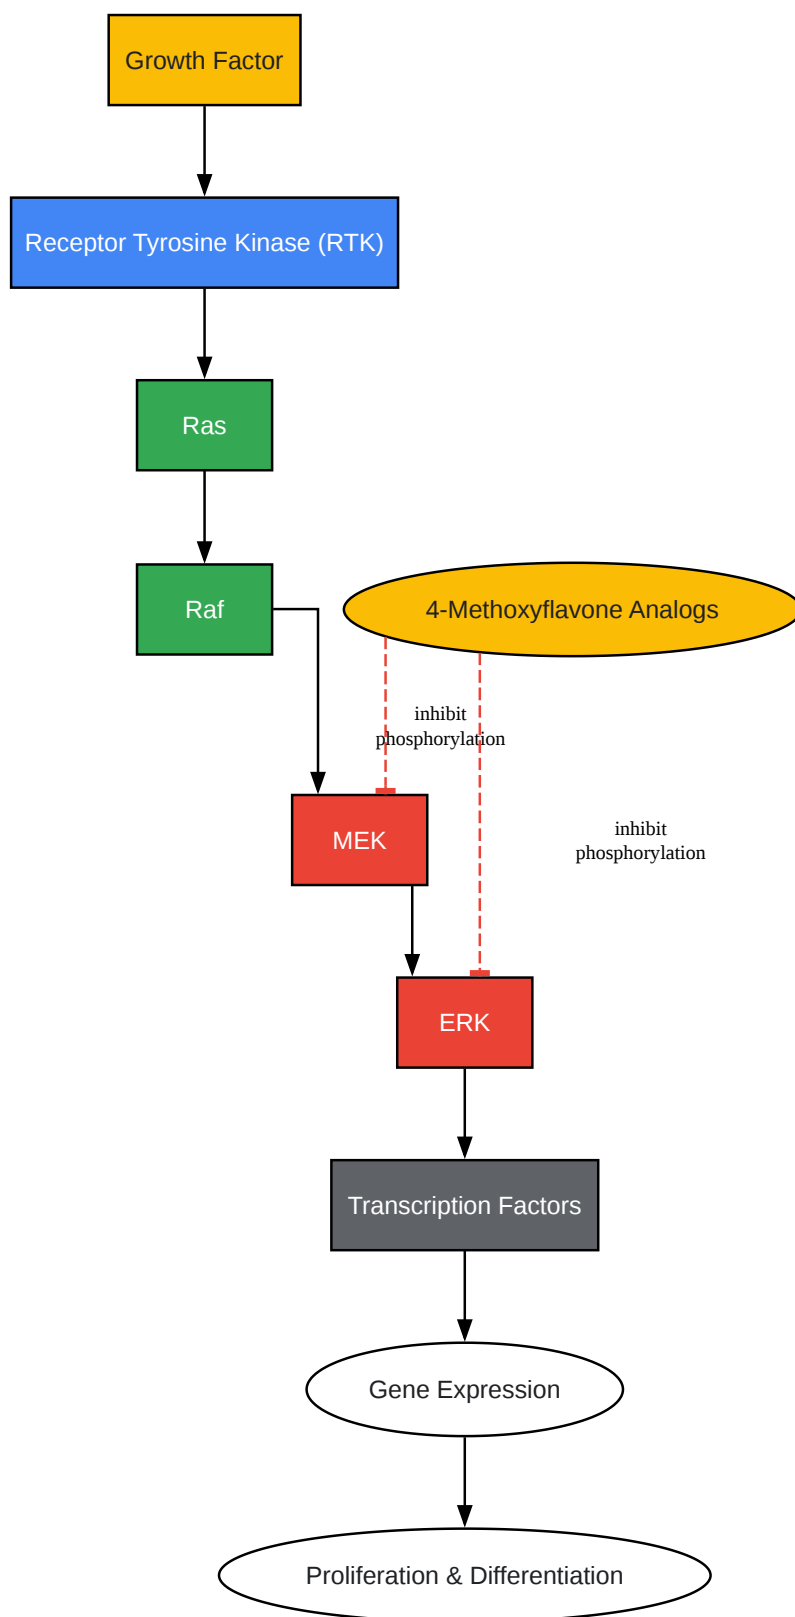 Growth Factor
Receptor Tyrosine Kinase (RTK)
Ras
Raf
4-Methoxyflavone Analogs
inhibit
phosphorylation
MEK
inhibit
phosphorylation
ERK
Transcription Factors
Gene Expression
Proliferation & Differentiation